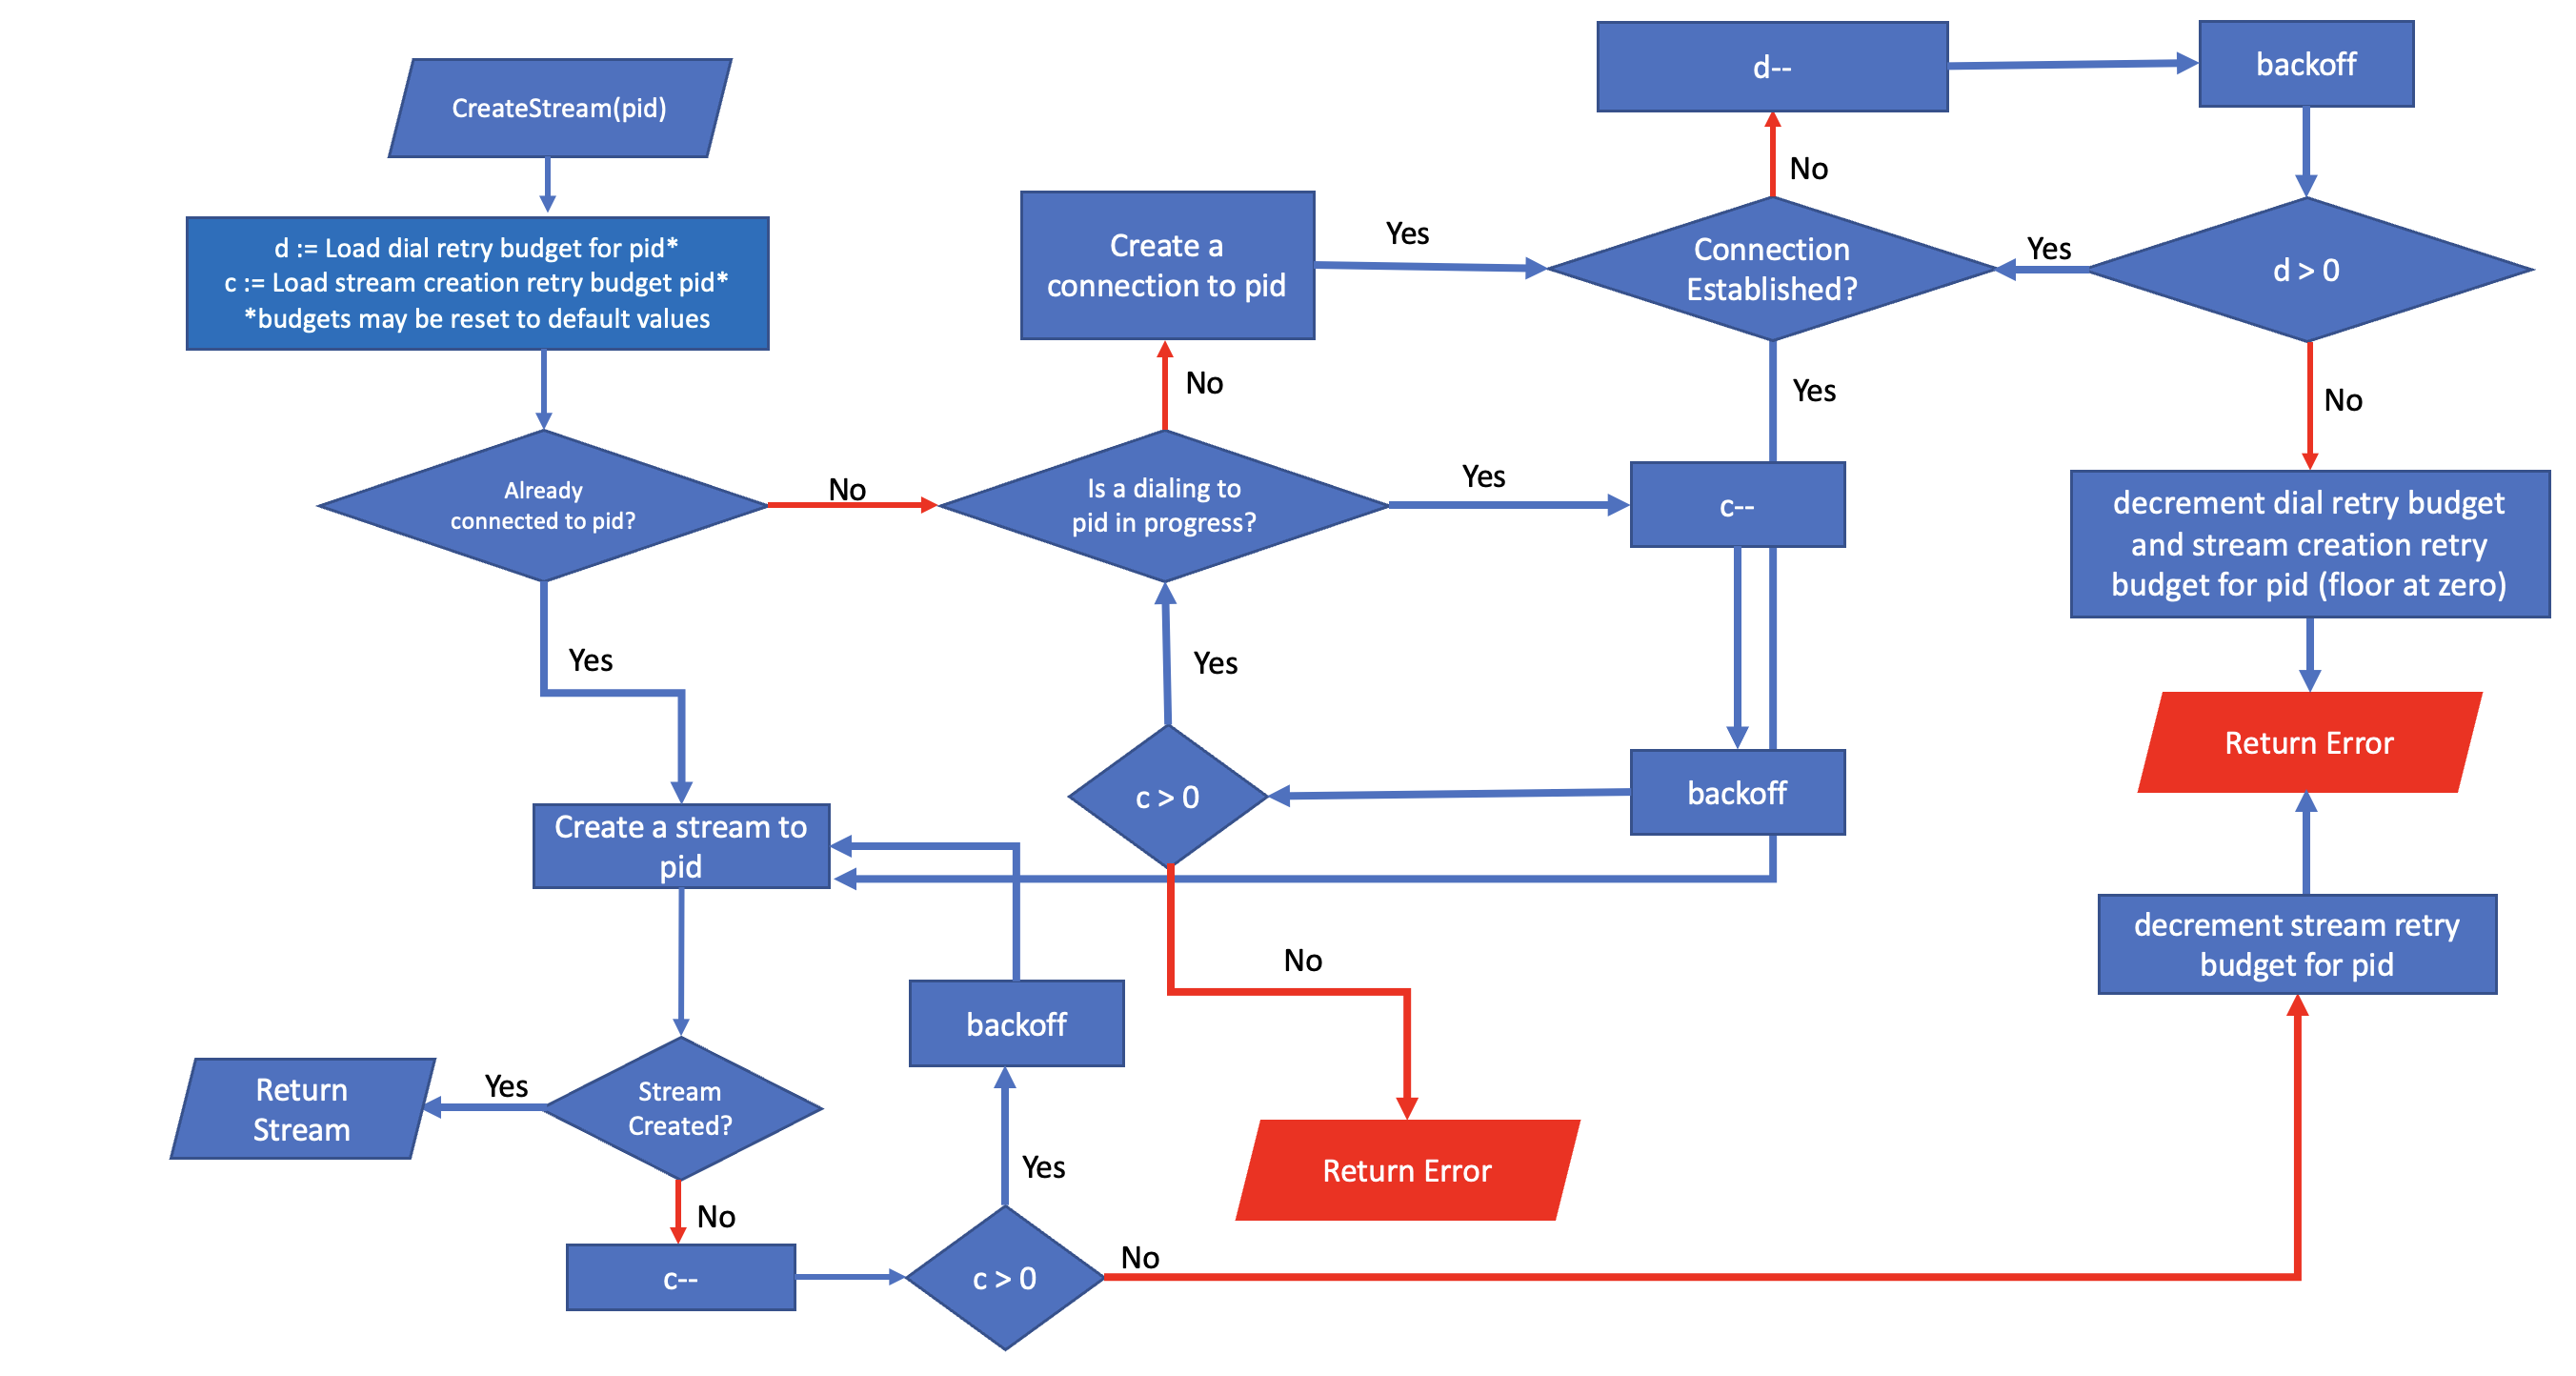 CreateStream(pid)
d := Load dial retry budget for pid*
c := Load stream creation retry budget pid*
*budgets may be reset to default values
Already
connected to pid?
No
Yes
Is a dialing to
pid in progress?
No
Yes
Create a
connection to pid
Yes
Connection
Established?
No
Yes
d--
backoff
d > 0
Yes
No
decrement dial retry budget
and stream creation retry
budget for pid (floor at zero)
Return Error
decrement stream retry
budget for pid
c--
backoff
c > 0
Yes
No
Return Error
Create a stream to
pid
Stream
Created?
Yes
Return
Stream
No
c--
c > 0
Yes
backoff
No